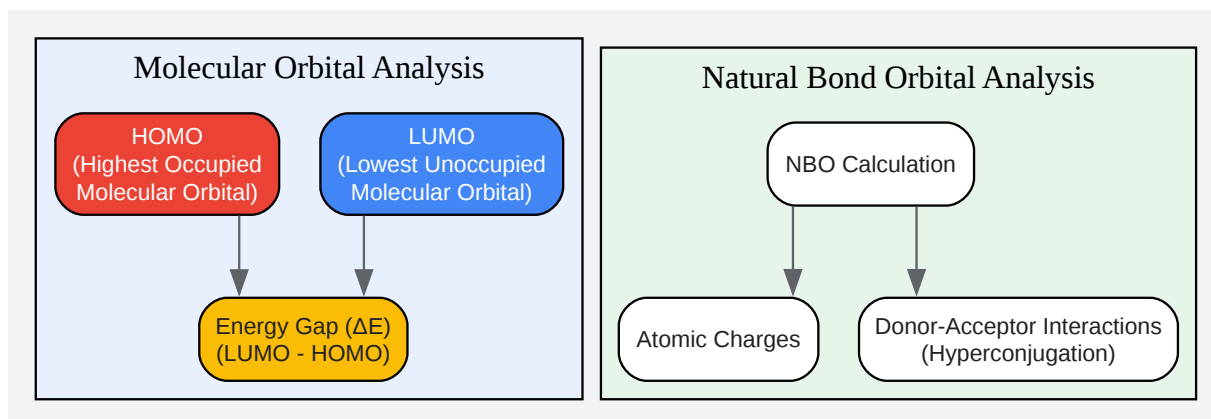 Molecular Orbital Analysis
HOMO
(Highest Occupied
Molecular Orbital)
LUMO
(Lowest Unoccupied
Molecular Orbital)
Energy Gap (ΔE)
(LUMO - HOMO)
Natural Bond Orbital Analysis
NBO Calculation
Atomic Charges
Donor-Acceptor Interactions
(Hyperconjugation)